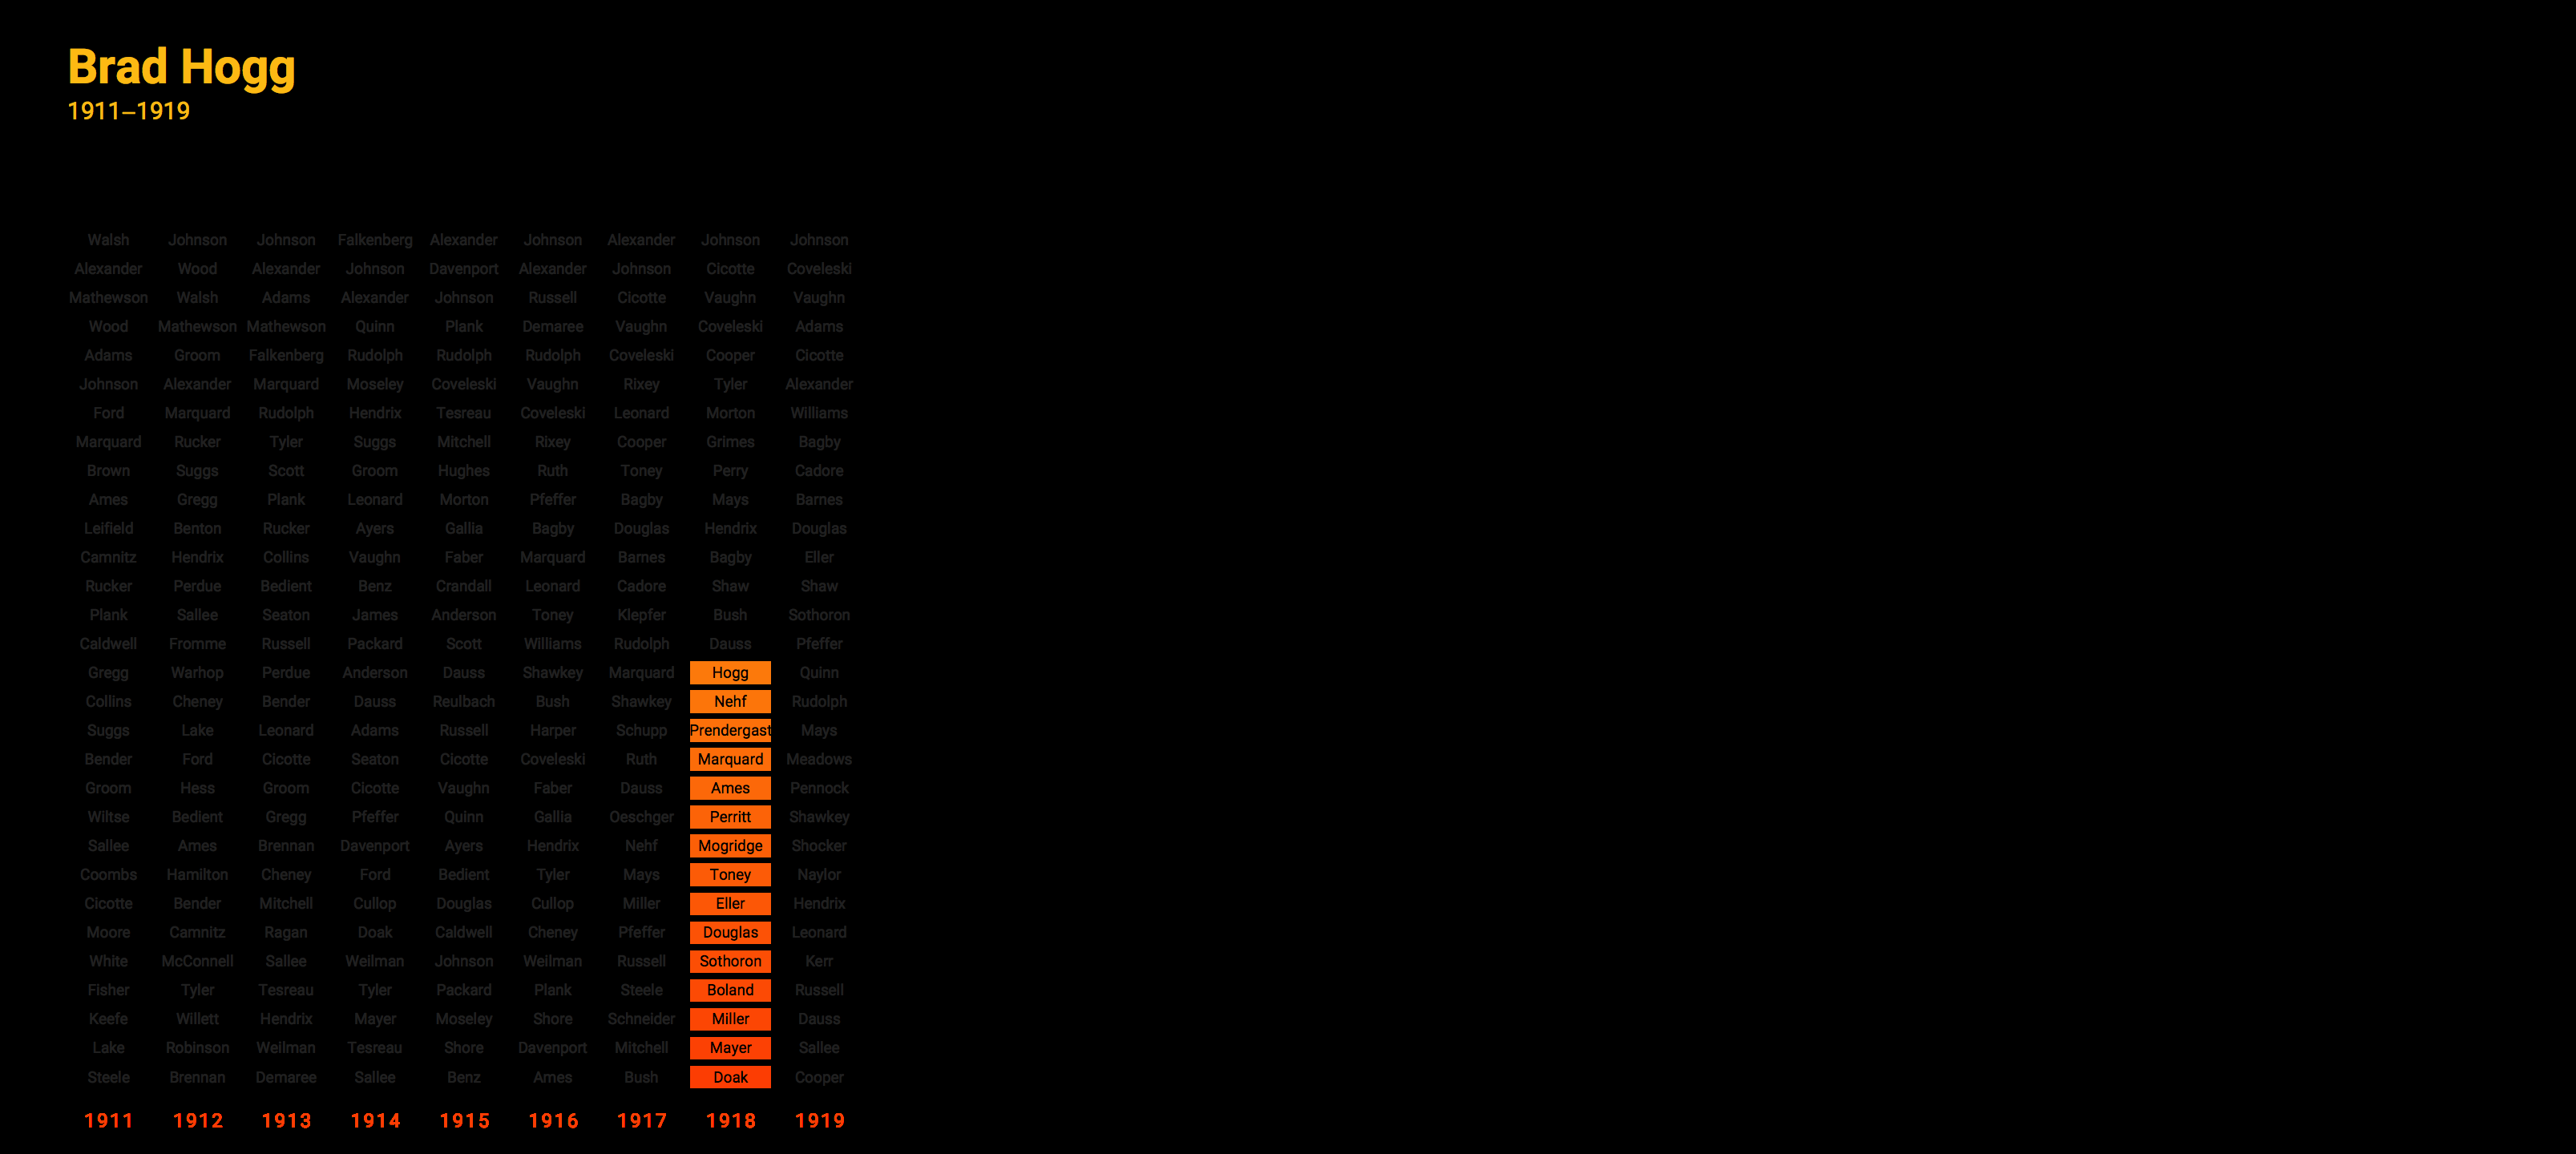 Brad Hogg
1911–1919
Walsh Johnson Johnson Falkenberg Alexander Johnson Alexander Johnson Johnson
Alexander Wood Alexander Johnson Davenport Alexander Johnson Cicotte Coveleski
Mathewson Walsh Adams Alexander Johnson Russell Cicotte Vaughn Vaughn
Wood Mathewson Mathewson Quinn Plank Demaree Vaughn Coveleski Adams
Adams Groom Falkenberg Rudolph Rudolph Rudolph Coveleski Cooper Cicotte
Johnson Alexander Marquard Moseley Coveleski Vaughn Rixey Tyler Alexander
Ford Marquard Rudolph Hendrix Tesreau Coveleski Leonard Morton Williams
Marquard Rucker Tyler Suggs Mitchell Rixey Cooper Grimes Bagby
Brown Suggs Scott Groom Hughes Ruth Toney Perry Cadore
Ames Gregg Plank Leonard Morton Pfeffer Bagby Mays Barnes
Leifield Benton Rucker Ayers Gallia Bagby Douglas Hendrix Douglas
Camnitz Hendrix Collins Vaughn Faber Marquard Barnes Bagby Eller
Rucker Perdue Bedient Benz Crandall Leonard Cadore Shaw Shaw
Plank Sallee Seaton James Anderson Toney Klepfer Bush Sothoron
Caldwell Fromme Russell Packard Scott Williams Rudolph Dauss Pfeffer
Gregg Warhop Perdue Anderson Dauss Shawkey Marquard Hogg Quinn
Collins Cheney Bender Dauss Reulbach Bush Shawkey Nehf Rudolph
Suggs Lake Leonard Adams Russell Harper Schupp Prendergast Mays
Bender Ford Cicotte Seaton Cicotte Coveleski Ruth Marquard Meadows
Groom Hess Groom Cicotte Vaughn Faber Dauss Ames Pennock
Wiltse Bedient Gregg Pfeffer Quinn Gallia Oeschger Perritt Shawkey
Sallee Ames Brennan Davenport Ayers Hendrix Nehf Mogridge Shocker
Coombs Hamilton Cheney Ford Bedient Tyler Mays Toney Naylor
Cicotte Bender Mitchell Cullop Douglas Cullop Miller Eller Hendrix
Moore Camnitz Ragan Doak Caldwell Cheney Pfeffer Douglas Leonard
White McConnell Sallee Weilman Johnson Weilman Russell Sothoron Kerr
Fisher Tyler Tesreau Tyler Packard Plank Steele Boland Russell
Keefe Willett Hendrix Mayer Moseley Shore Schneider Miller Dauss
Lake Robinson Weilman Tesreau Shore Davenport Mitchell Mayer Sallee
Steele Brennan Demaree Sallee Benz Ames Bush Doak Cooper
1911 1912 1913 1914 1915 1916 1917 1918 1919